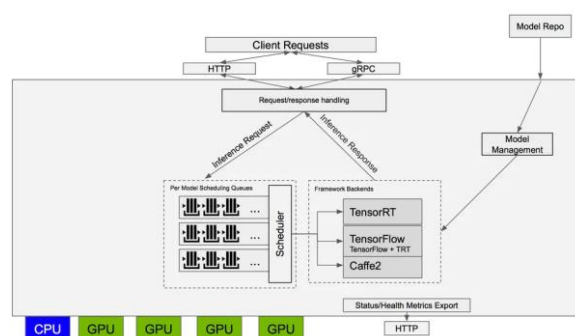 Model Repo
Client Requests
HTTP
gRPC
Request/response handling
Inference Request
Inference Response
Model
Management
Per Model Scheduling Queues
...
...
...
Scheduler
Framework Backends
TensorRT
TensorFlow
TensorFlow + TRT
Caffe2
Status/Health Metrics Export
HTTP
CPU
GPU
GPU
GPU
GPU